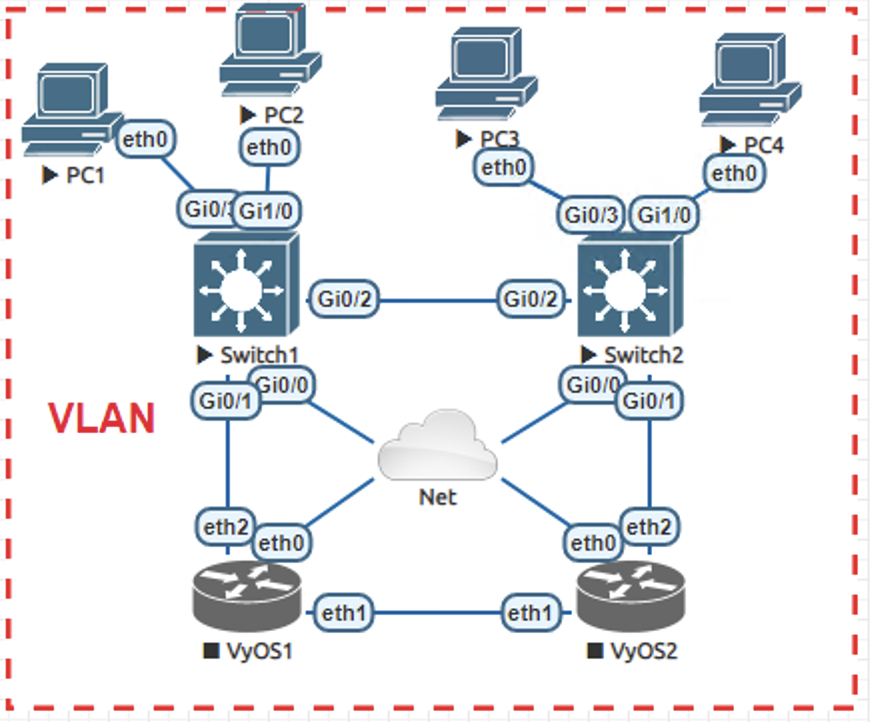 PC2
PC1
eth0
eth0
PC3
eth0
PC4
eth0
Gi1/0
Gi0/3
Gi1/0
Gi0/2
Gi0/2
Switch1
Switch2
Gi0/0
Gi0/1
Gi0/0
Gi0/1
VLAN
Net
eth2
eth0
eth0
eth2
eth1
eth1
VyOS1
VyOS2